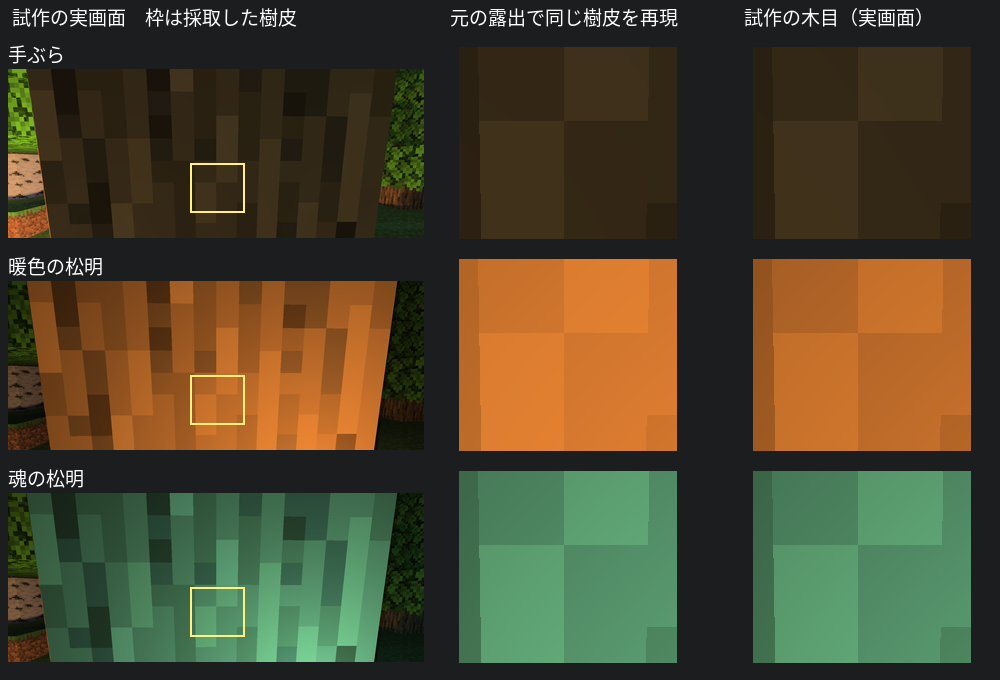 試作の実画面　枠は採取した樹皮
元の露出で同じ樹皮を再現
試作の木目（実画面）
手ぶら
暖色の松明
魂の松明